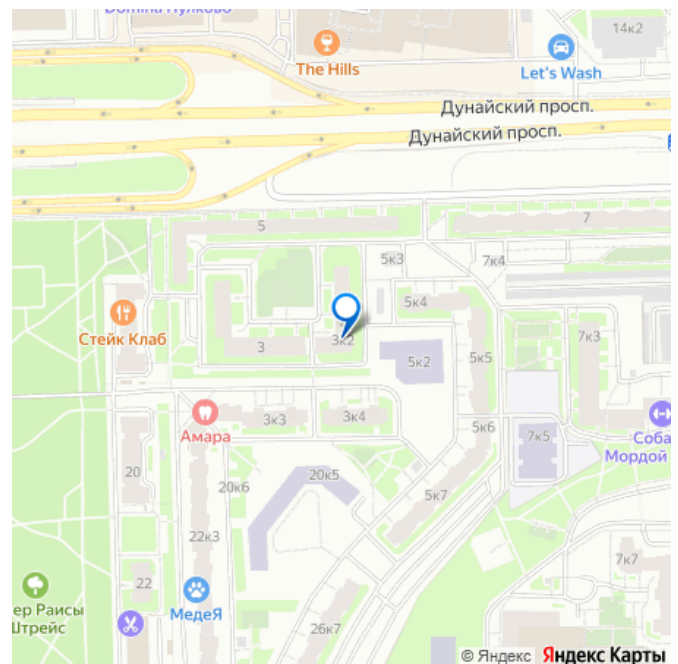 Domina Пулково
14к2
The Hills
Let's Wash
Дунайский просп.
Дунайский просп.
5
7
5к3
7к4
5к4
Стейк Клаб
3
3к2
5к2
5к5
7к3
3к3
3к4
Амара
5к6
7к5
Соба
Мордой
20
20к6
20к5
5к7
22к3
7к7
22
МедеЯ
ер Раисы
Штрейс
26к7
© Яндекс Яндекс Карты